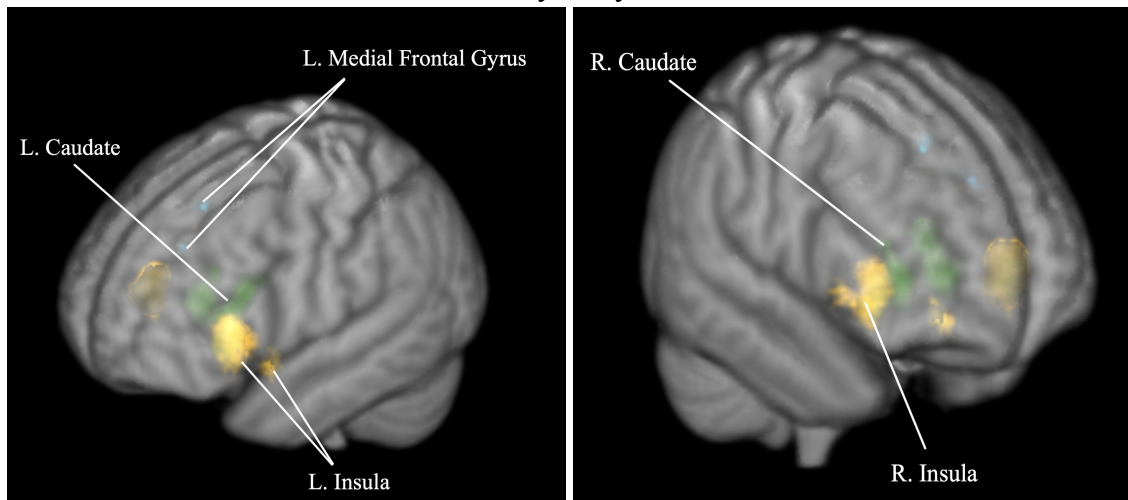 L. Medial Frontal Gyrus
R. Caudate
L. Caudate
L. Insula
R. Insula